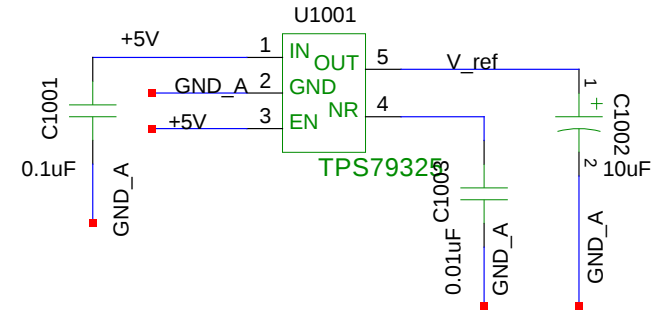 U1001
+5V
1
IN
OUT
5
V_ref
GND_A
2
GND
NR
4
+5V
3
EN
TPS79325
C1001
0.1uF
GND_A
C1003
0.01uF
GND_A
1
+
C1002
2
10uF
GND_A